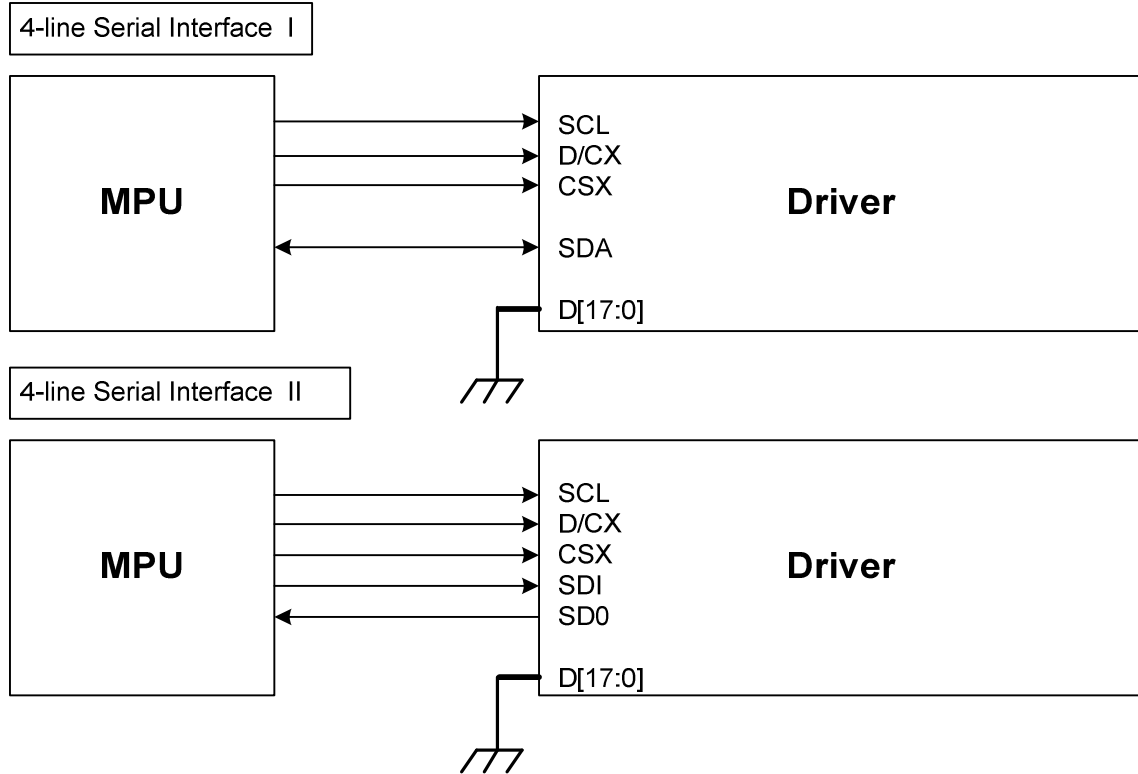 4-line Serial Interface I
MPU
SCL
D/CX
CSX
Driver
SDA
D[17:0]
4-line Serial Interface II
MPU
SCL
D/CX
CSX
Driver
SDI
SD0
D[17:0]